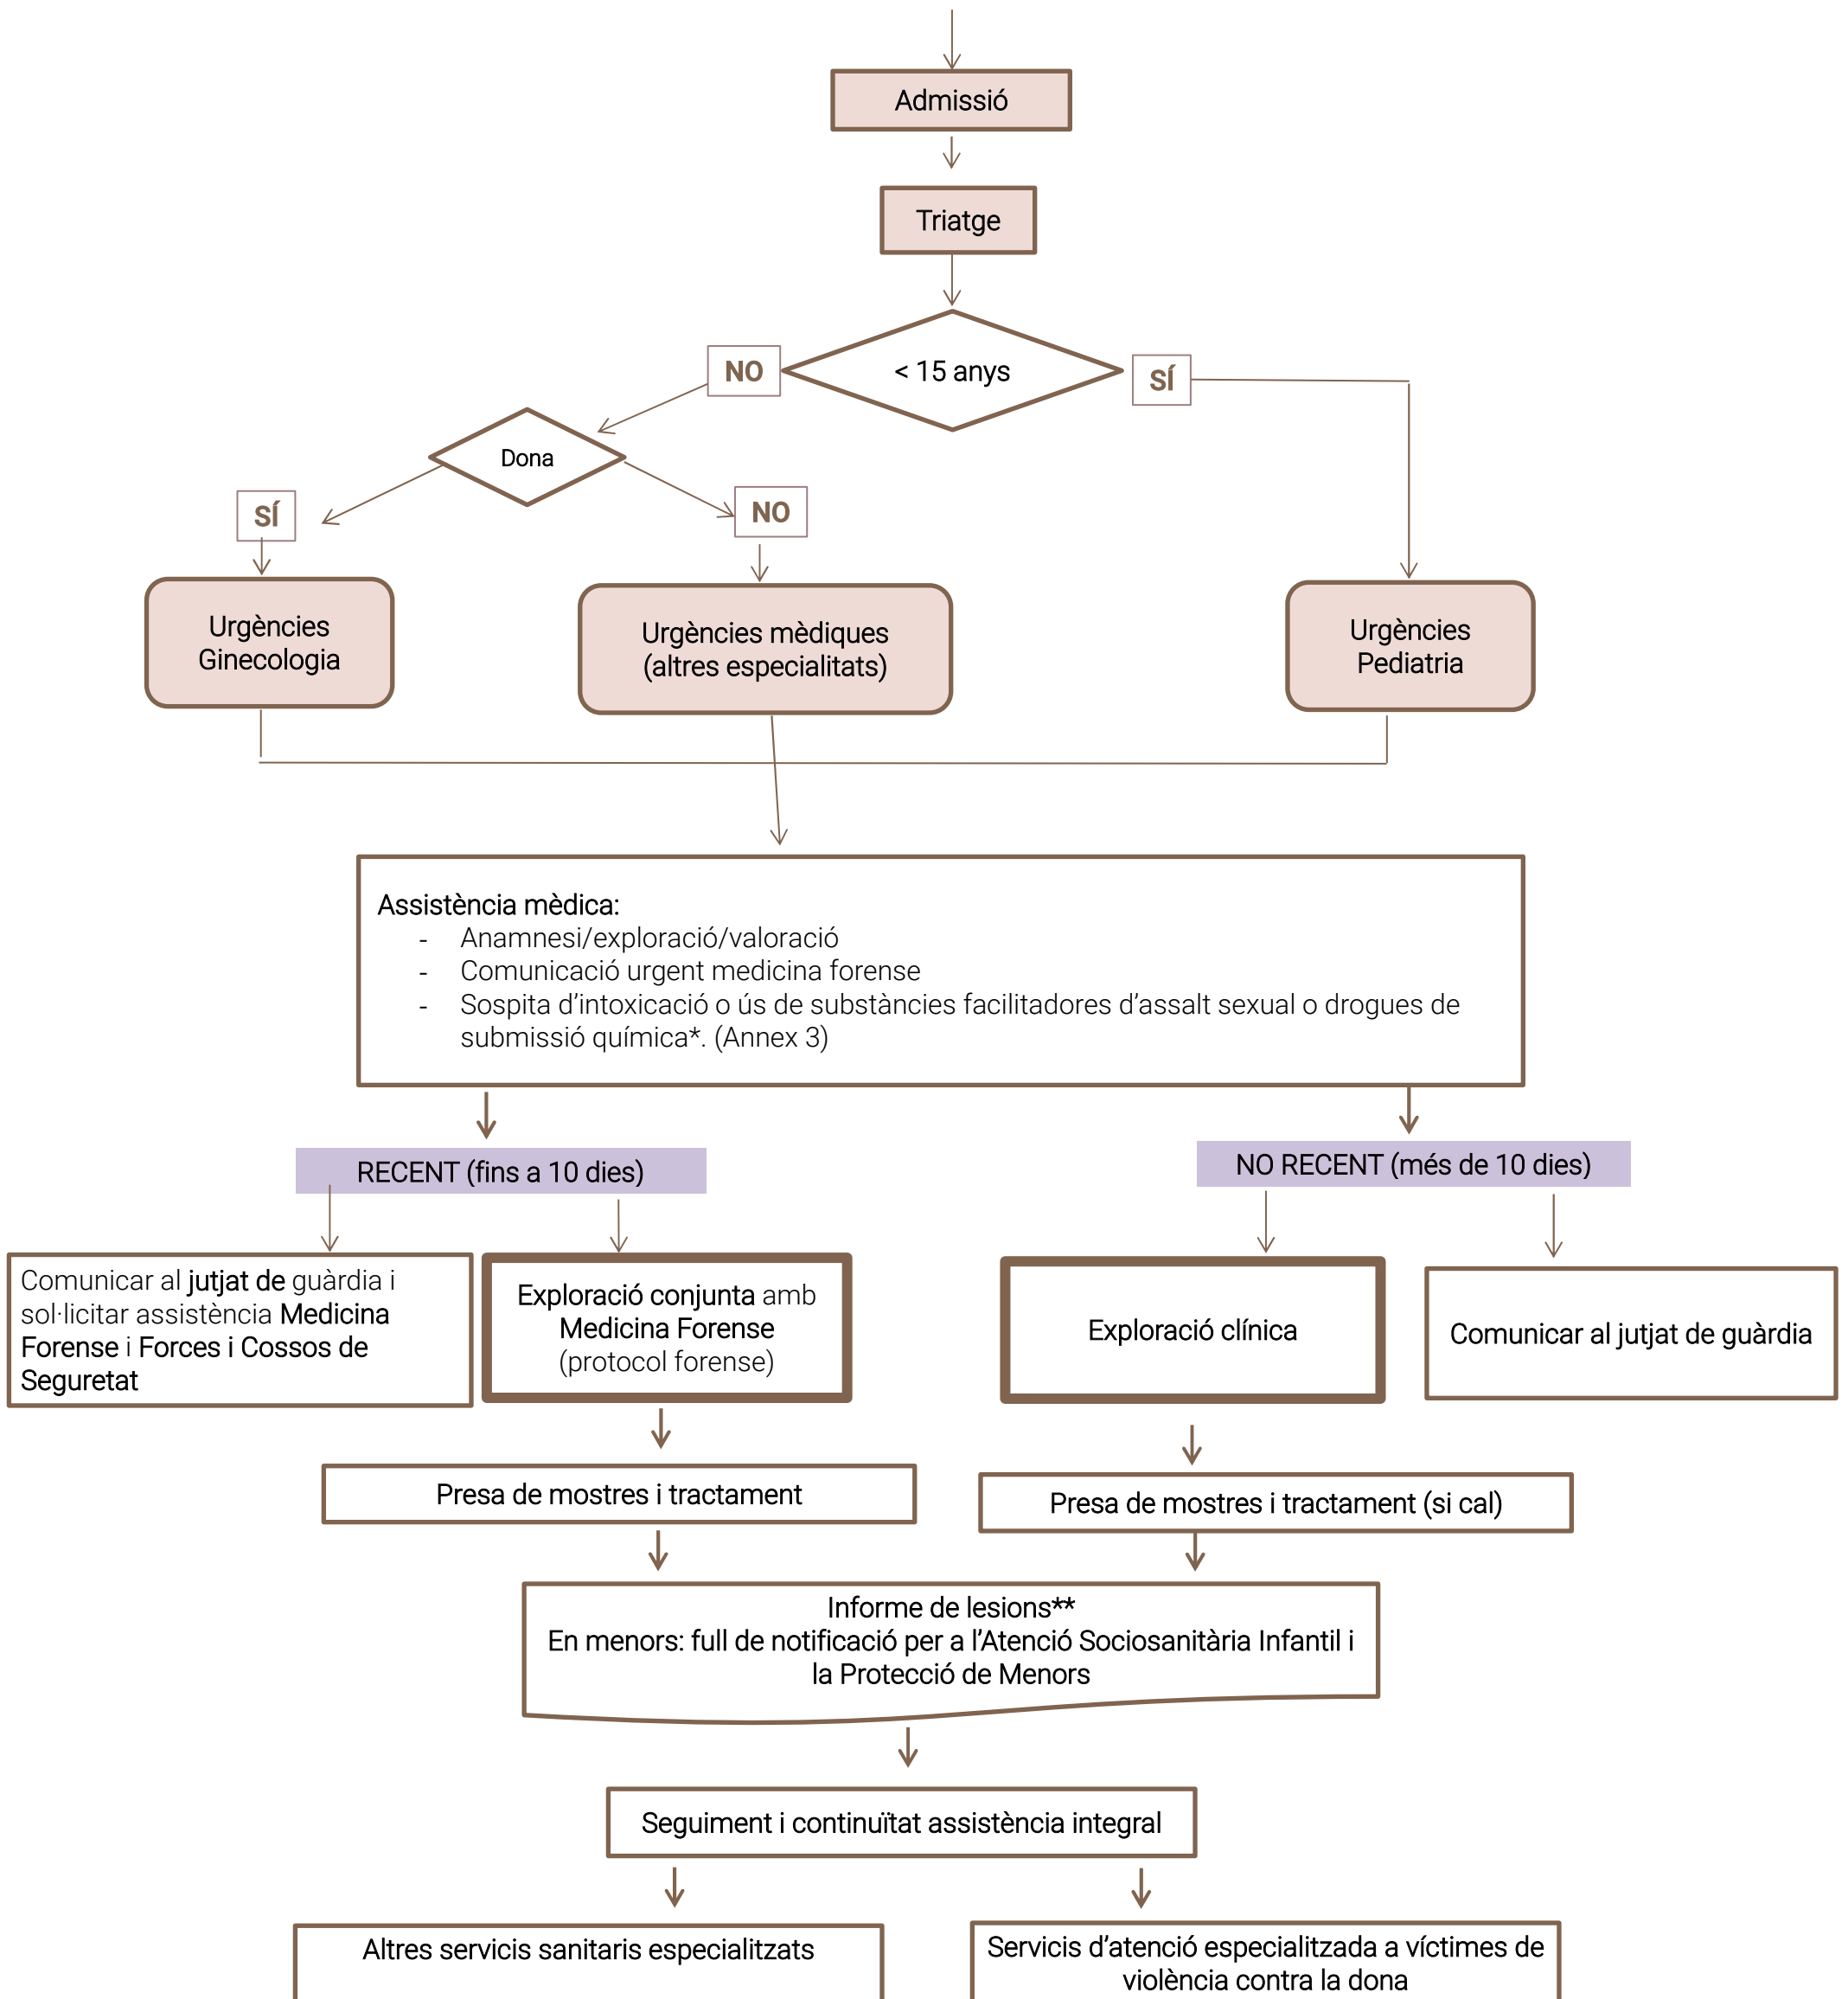 Admissió
Triatge
< 15 anys
NO
SÍ
Dona
SÍ
NO
Urgències
Ginecologia
Urgències mèdiques
(altres especialitats)
Urgències
Pediatria
Assistència mèdica:
- Anamnesi/exploració/valoració
- Comunicació urgent medicina forense
- Sospita d'intoxicació o ús de substàncies facilitadores d'assalt sexual o drogues de
submissió química*. (Annex 3)
RECENT (fins a 10 dies)
NO RECENT (més de 10 dies)
Comunicar al jutjat de guàrdia i
sol·licitar assistència Medicina
Forense i Forces i Cossos de
Seguretat
Exploració conjunta amb
Medicina Forense
(protocol forense)
Exploració clínica
Comunicar al jutjat de guàrdia
Presa de mostres i tractament
Presa de mostres i tractament (si cal)
Informe de lesions**
En menors: full de notificació per a l'Atenció Sociosanitària Infantil i
la Protecció de Menors
Seguiment i continuïtat assistència integral
Altres servicis sanitaris especialitzats
Servicis d'atenció especialitzada a víctimes de
violència contra la dona